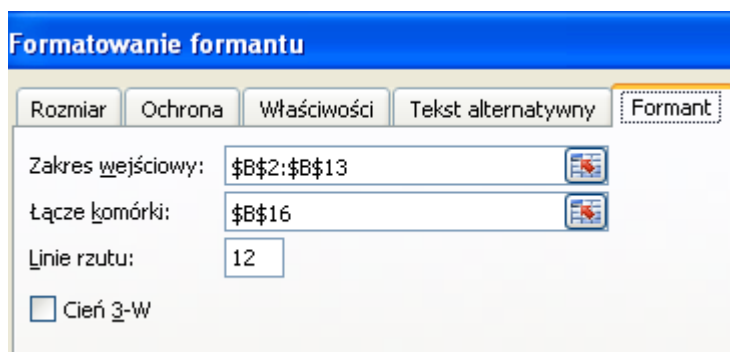 Formatowanie formantu
Rozmiar Ochrona Właściwości Tekst alternatywny Formant
Zakres wejściowy: $B$2:$B$13
Łącze komórki: $B$16
Linie rzutu: 12
Cień 3-W